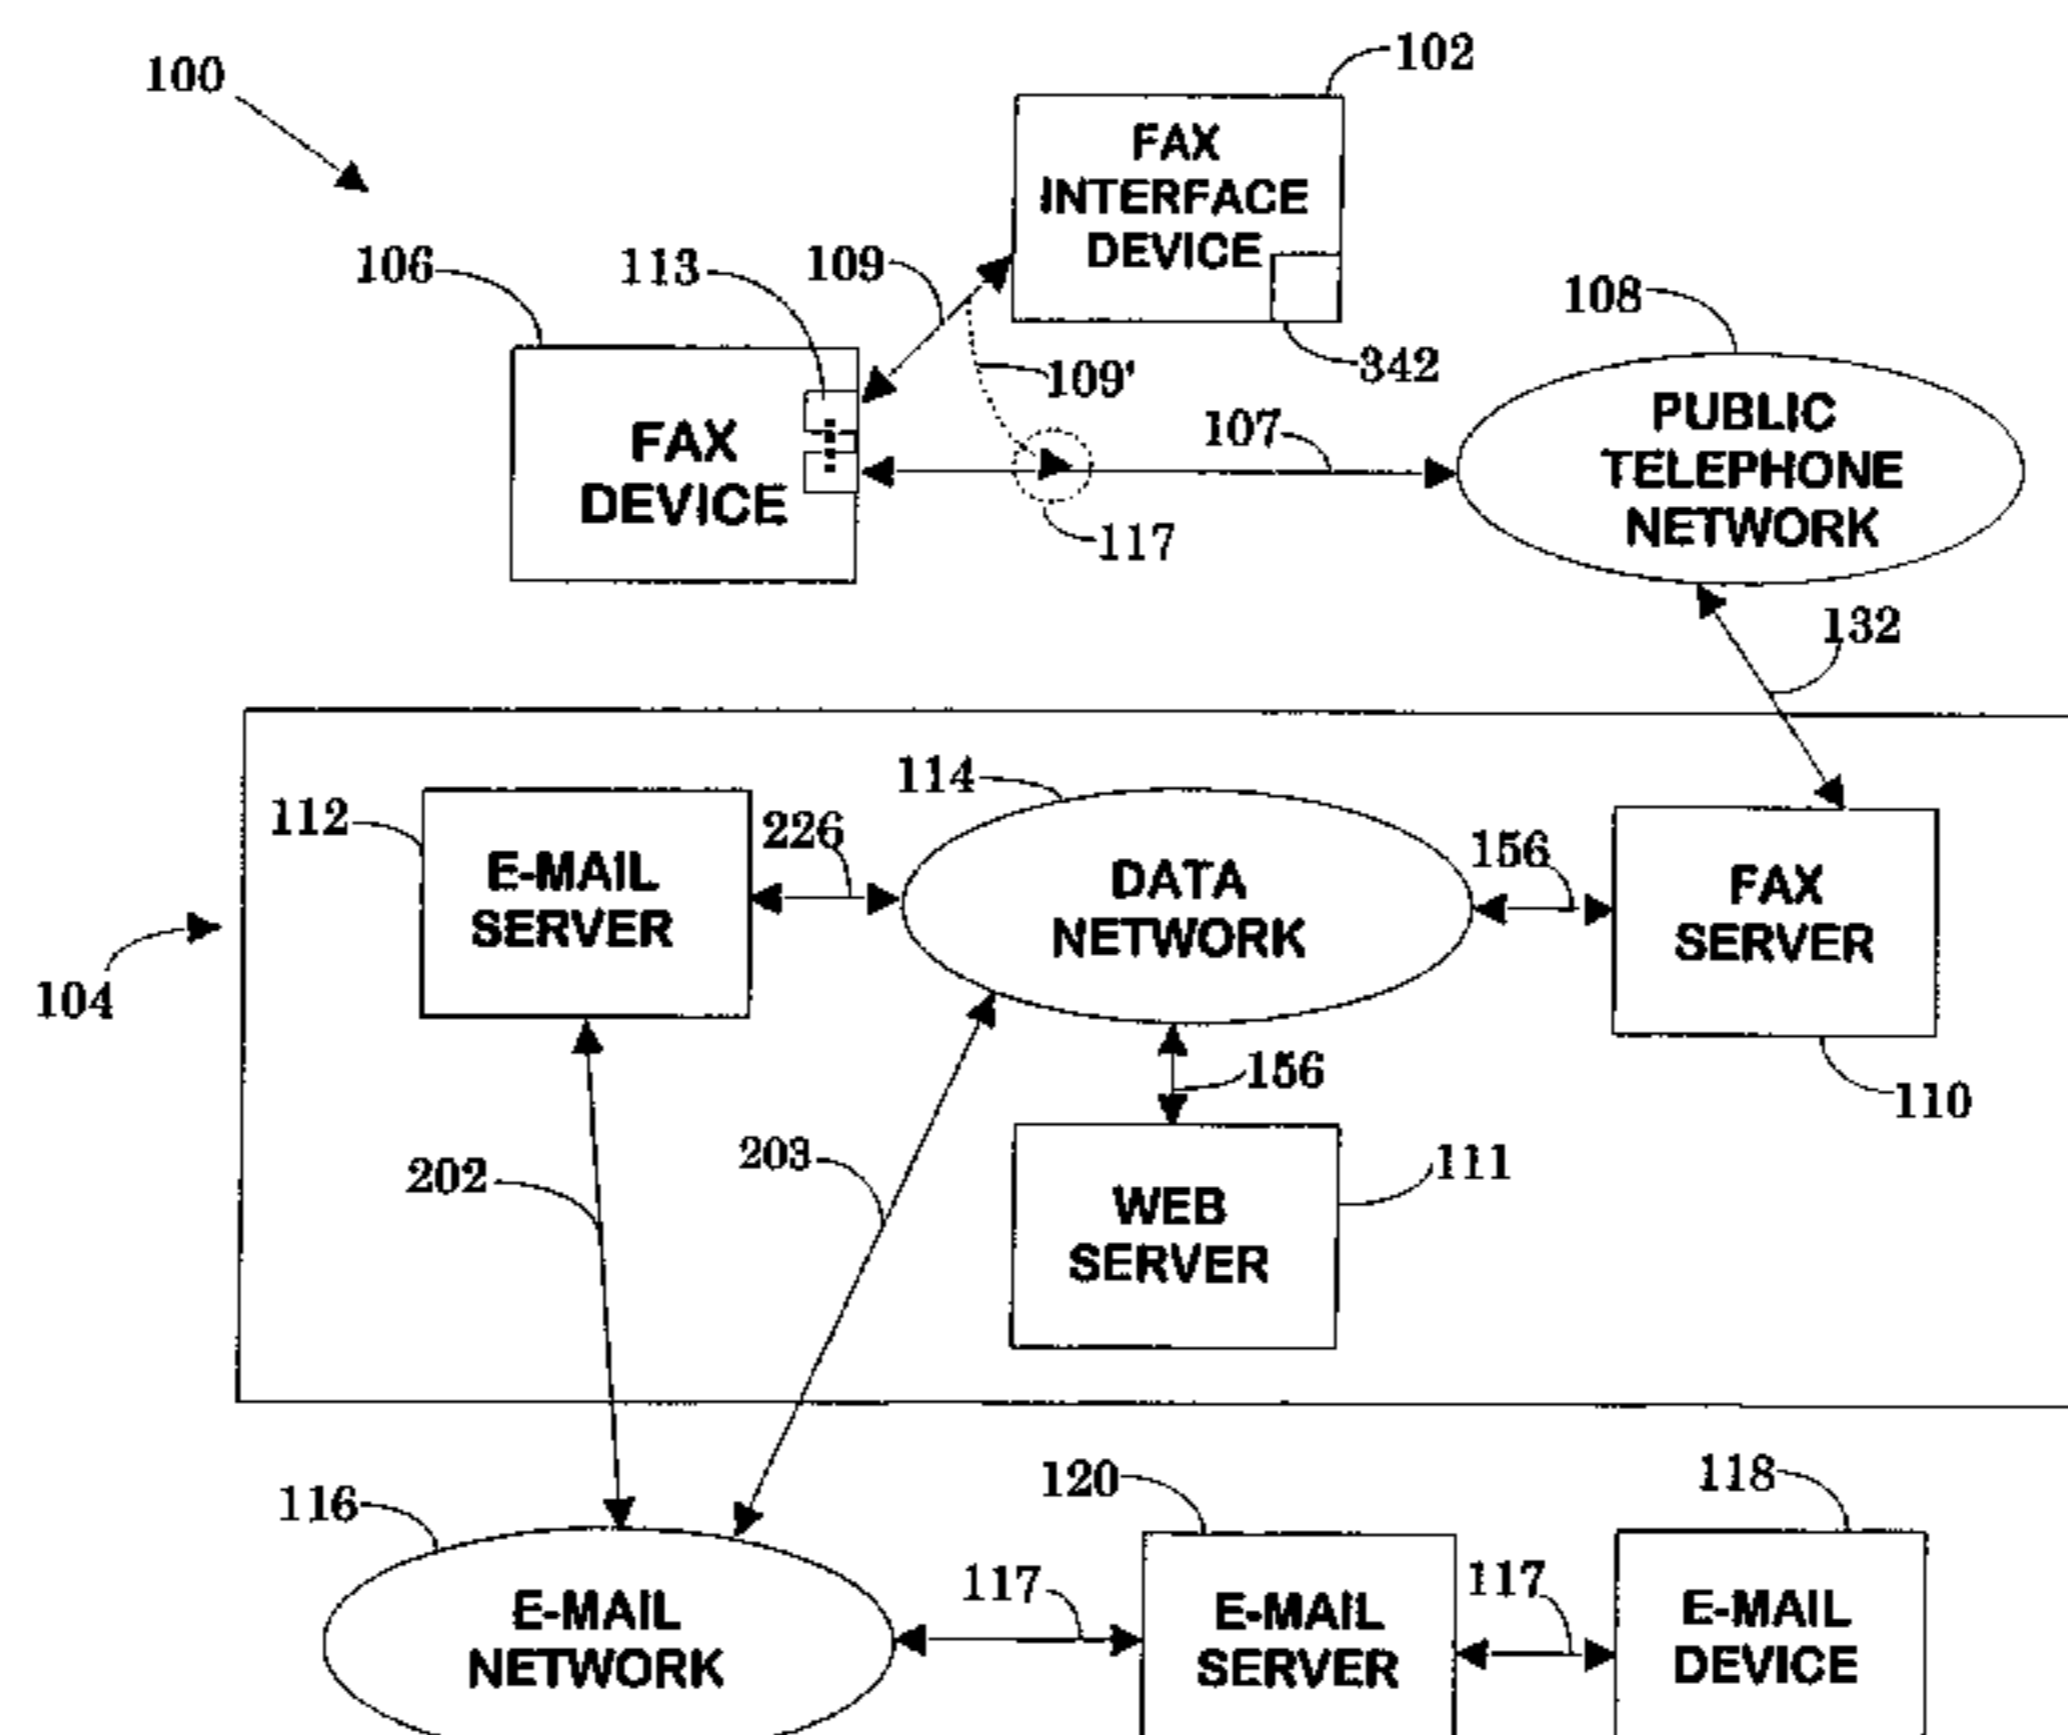 100
102
FAX
INTERFACE
DEVICE
106
113
109
342
109'
108
FAX
DEVICE
107
117
PUBLIC
TELEPHONE
NETWORK
132
104
112
E-MAIL
SERVER
226
114
DATA
NETWORK
156
FAX
SERVER
110
156
202
203
WEB
SERVER
111
116
E-MAIL
NETWORK
117
120
E-MAIL
SERVER
117
118
E-MAIL
DEVICE